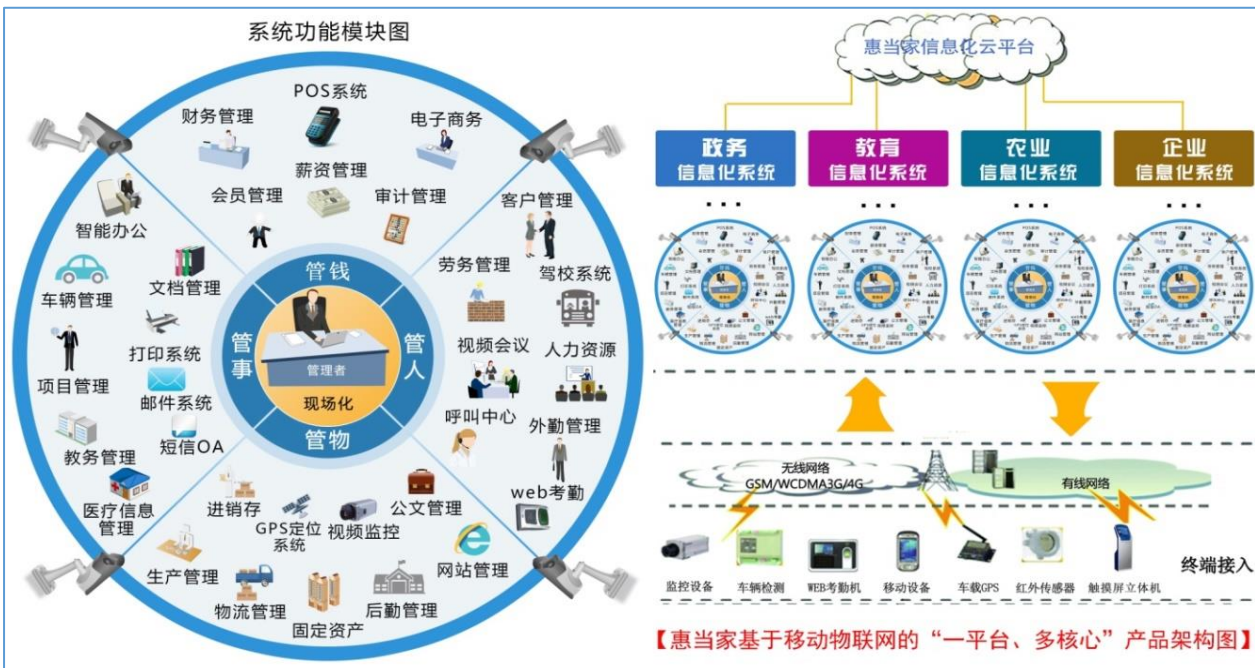 系统功能模块图
POS系统
财务管理
电子商务
薪资管理
会员管理
审计管理
客户管理
智能办公
劳务管理
驾校系统
车辆管理
文档管理
管钱
管事
管人
管物
管理者
现场化
打印系统
视频会议
人力资源
项目管理
邮件系统
呼叫中心
外勤管理
教务管理
短信OA
web考勤
医疗信息
管理
进销存
GPS定位
系统
视频监控
公文管理
生产管理
物流管理
固定资产
后勤管理
网站管理
惠当家信息化云平台
政务
信息化系统
教育
信息化系统
农业
信息化系统
企业
信息化系统
...
...
...
...
无线网络
GSM/WCDMA3G/4G
有线网络
监控设备
车辆检测
WEB考勤机
移动设备
车载GPS
红外传感器
触摸屏立体机
终端接入
【惠当家基于移动物联网的“一平台、多核心”产品架构图】